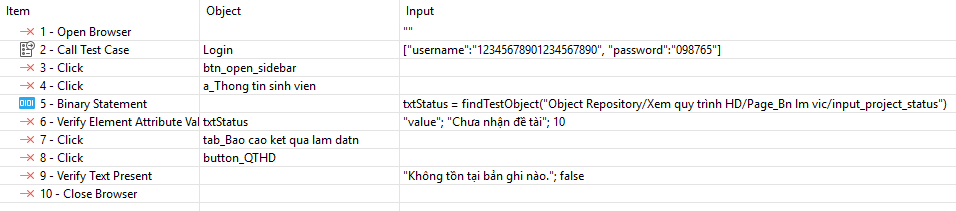 Item Object Input
1 - Open Browser ""
2 - Call Test Case Login ["username":"12345678901234567890", "password":"098765"]
3 - Click btn_open_sidebar
4 - Click a_Thong tin sinh vien
5 - Binary Statement txtStatus = findTestObject("Object Repository/Xem quy trình HD/Page_Bn lm vic/input_project_status")
6 - Verify Element Attribute Val txtStatus "value"; "Chưa nhận đề tài"; 10
7 - Click tab_Bao cao ket qua lam datn
8 - Click button_QTHD
9 - Verify Text Present "Không tồn tại bản ghi nào."; false
10 - Close Browser